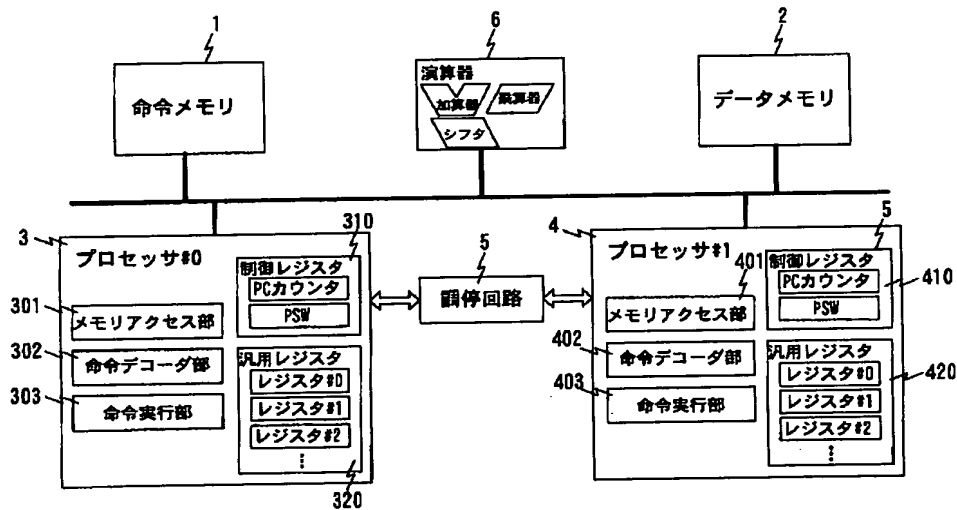 1
6
2
命令メモリ
演算器
加算器
乗算器
シフタ
データメモリ
3
プロセッサ#0
310
制御レジスタ
PCカウンタ
PSW
301
メモリアクセス部
302
命令デコーダ部
303
命令実行部
汎用レジスタ
レジスタ#0
レジスタ#1
レジスタ#2
320
5
調停回路
4
プロセッサ#1
5
401
制御レジスタ
PCカウンタ
PSW
410
メモリアクセス部
402
命令デコーダ部
403
命令実行部
汎用レジスタ
レジスタ#0
レジスタ#1
レジスタ#2
420